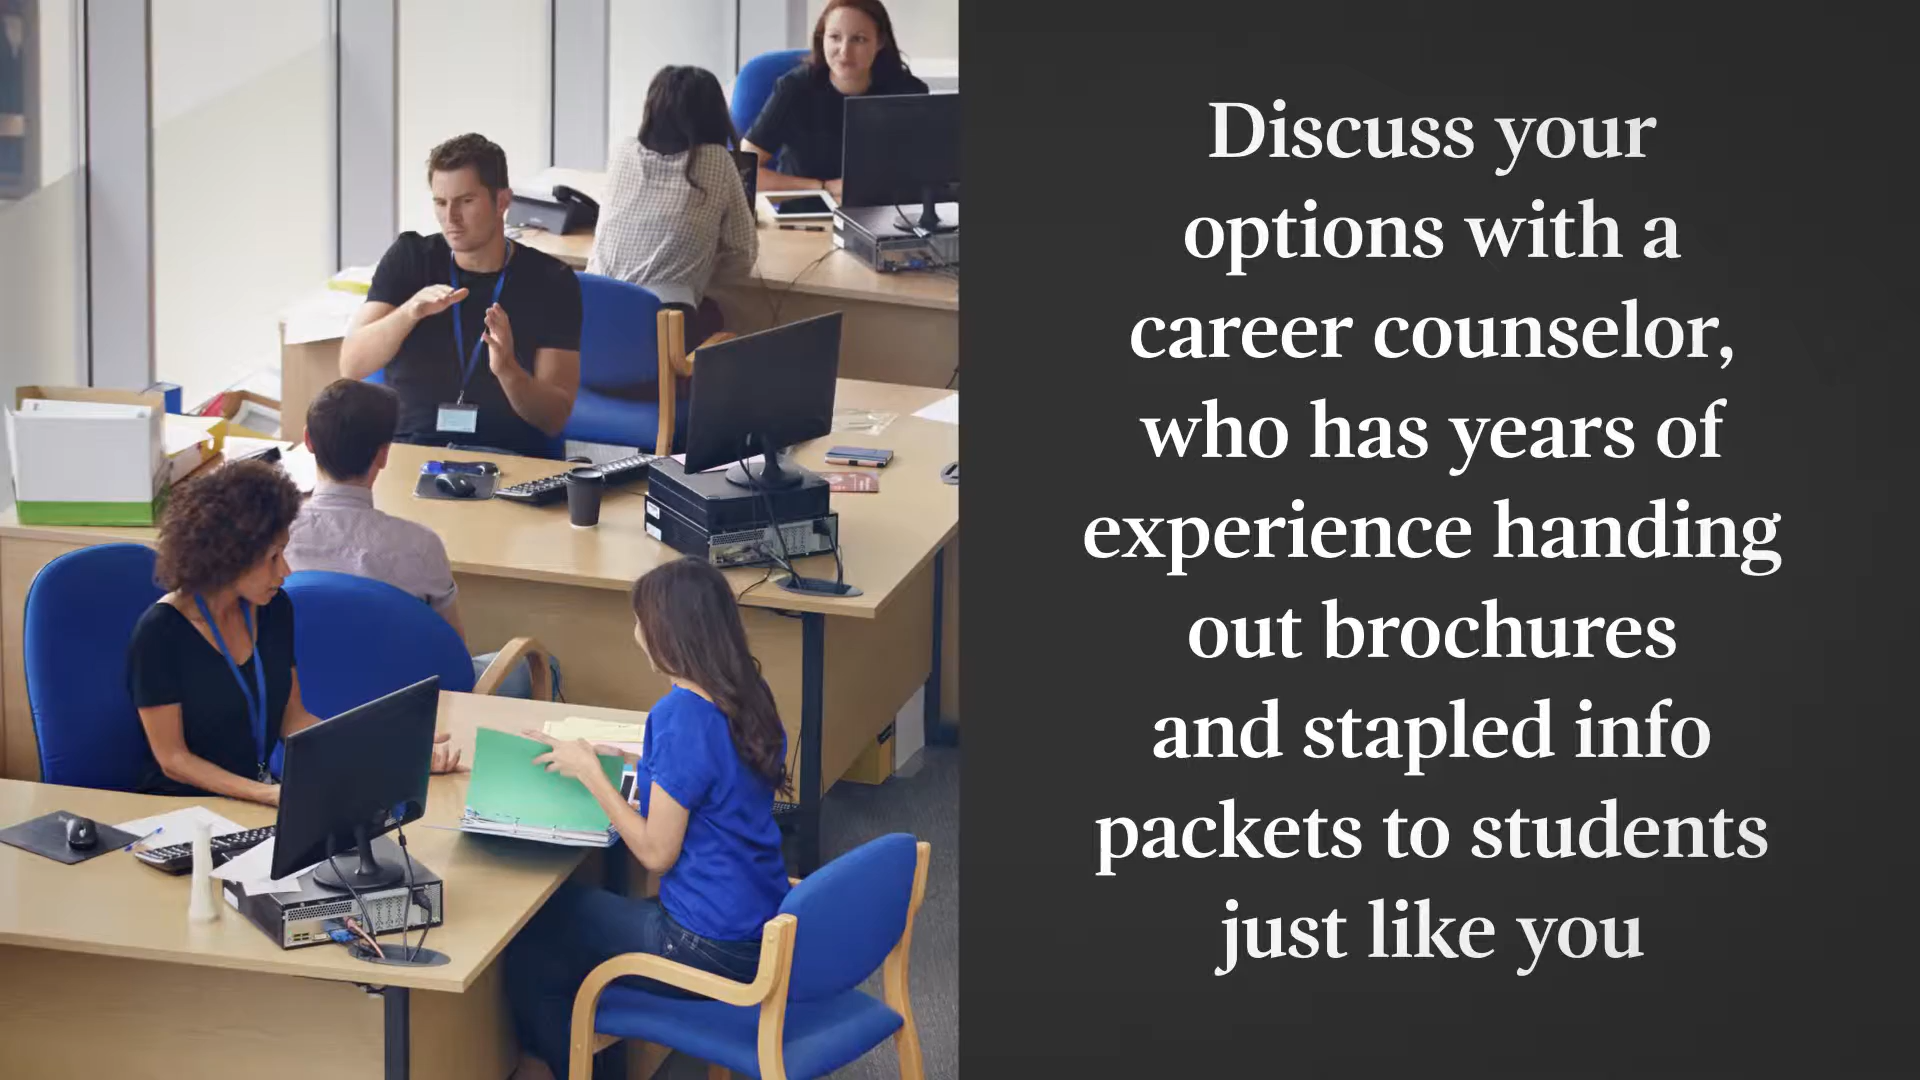 Discuss your
options with a
career counselor,
who has years of
experience handing
out brochures
and stapled info
packets to students
just like you